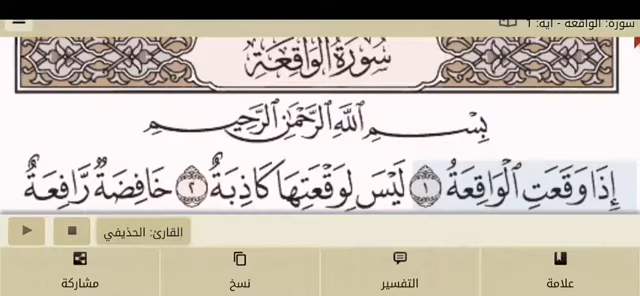 سورة: الواقعة - آية: 1
سُورَةُ الْوَاقِعَةِ
بِسْمِ ٱللَّهِ ٱلرَّحْمَٰنِ ٱلرَّحِيمِ
إِذَا وَقَعَتِ ٱلْوَاقِعَةُ ١ لَيْسَ لِوَقْعَتِهَا كَاذِبَةٌ ٢ خَافِضَةٌ رَّافِعَةٌ
القارئ: الحذيفي
علامة
التفسير
نسخ
مشاركة